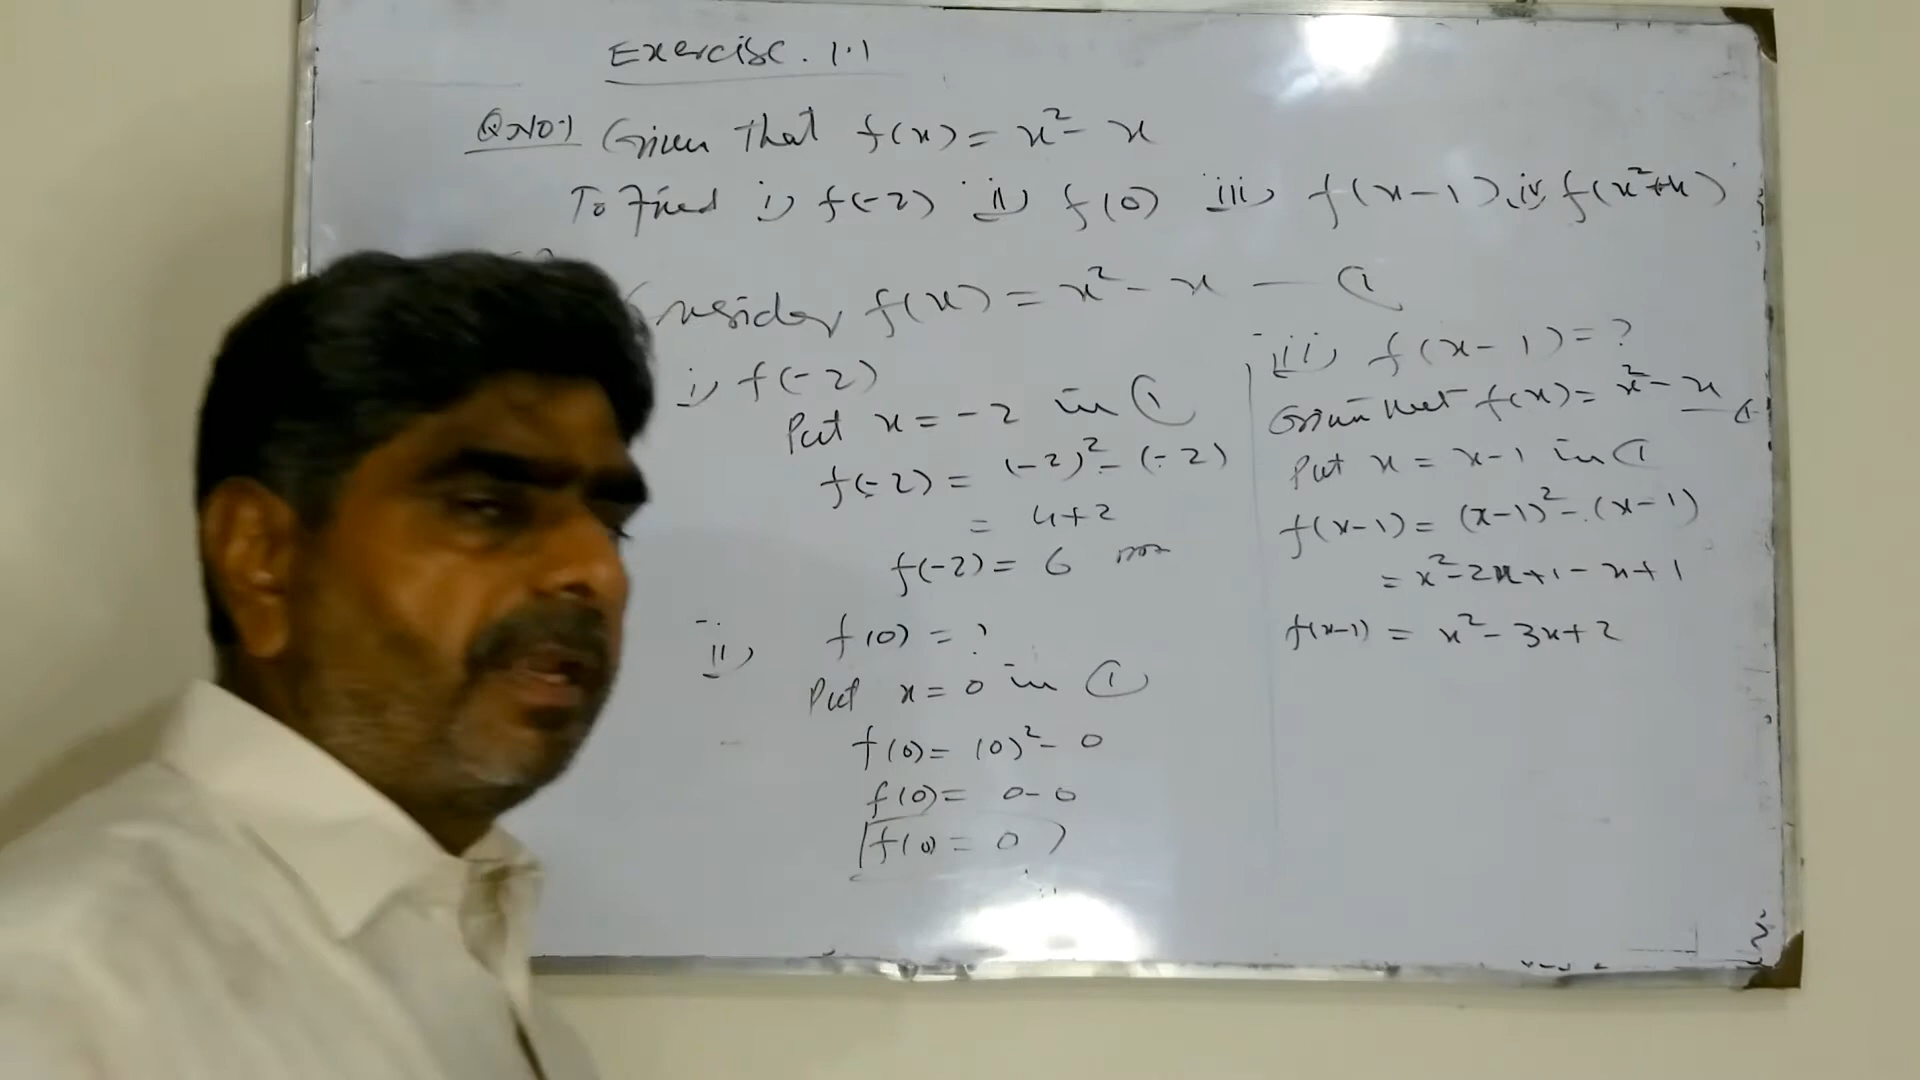 Exercise. 1.1
Q No.1 Given that f(x) = x² - x
To Find i) f(-2) ii) f(0) iii) f(x-1), iv) f(x²+x)
f(x) = x² - x — ①
i) f(-2)
Put x = -2 in ①
f(-2) = (-2)² - (-2)
= 4+2
f(-2) = 6
ii) f(0) = ?
Put x = 0 in ①
f(0) = (0)² - 0
f(0) = 0-0
f(0) = 0
iii) f(x-1) = ?
Given that f(x) = x² - x — ①
Put x = x-1 in ①
f(x-1) = (x-1)² - (x-1)
= x² - 2x+1 - x+1
f(x-1) = x² - 3x+2